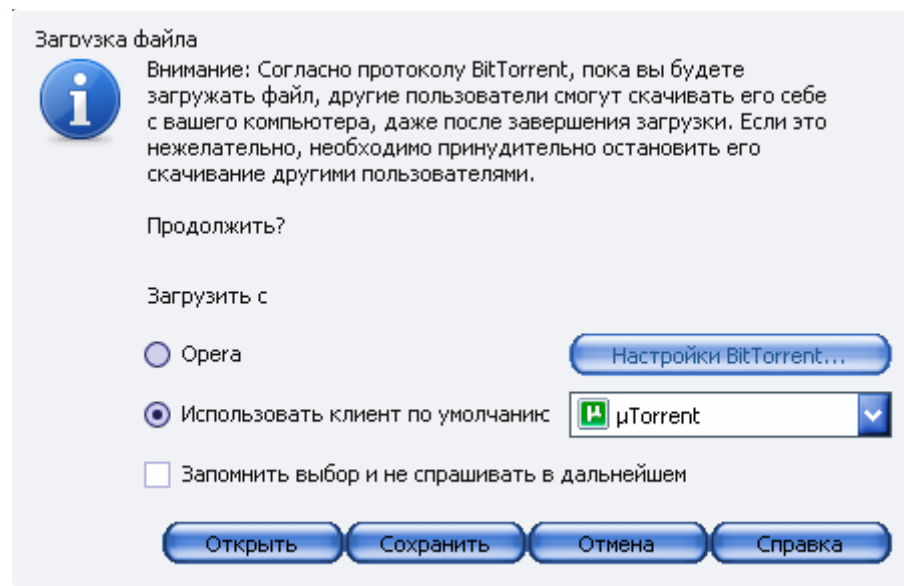 Загрузка файла
Внимание: Согласно протоколу BitTorrent, пока вы будете
загружать файл, другие пользователи смогут скачивать его себе
с вашего компьютера, даже после завершения загрузки. Если это
нежелательно, необходимо принудительно остановить его
скачивание другими пользователями.
Продолжить?
Загрузить с
Opera
Настройки BitTorrent...
Использовать клиент по умолчанию
µTorrent
Запомнить выбор и не спрашивать в дальнейшем
Открыть Сохранить Отмена Справка